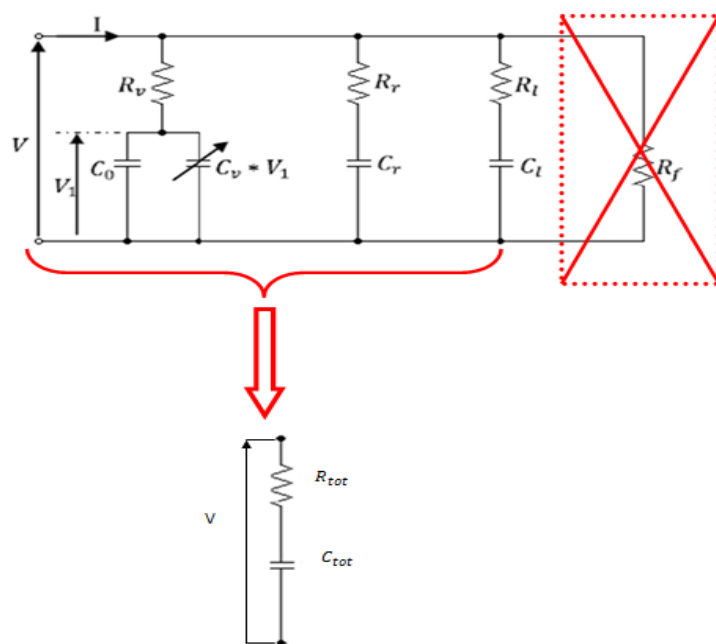 I
R_v
R_r
R_l
V
V_1
C_0
C_v * V_1
C_r
C_l
R_f
R_tot
V
C_tot